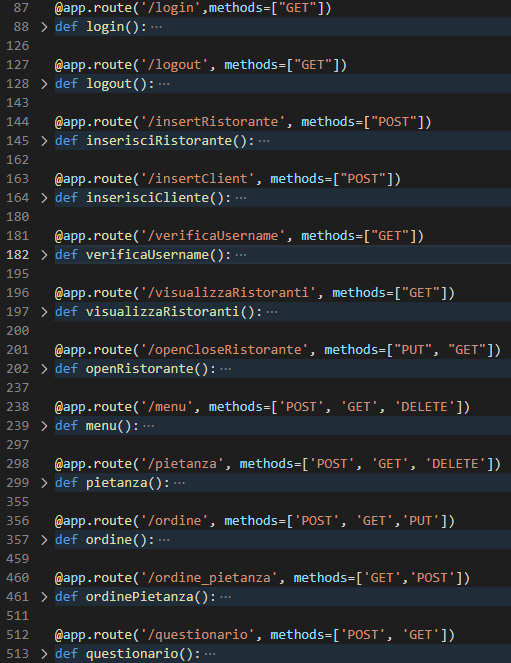 87 @app.route('/login',methods=["GET"])
88 > def login():···
126
127 @app.route('/logout', methods=["GET"])
128 > def logout():···
143
144 @app.route('/insertRistorante', methods=["POST"])
145 > def inserisciRistorante():···
162
163 @app.route('/insertClient', methods=["POST"])
164 > def inserisciCliente():···
180
181 @app.route('/verificaUsername', methods=["GET"])
182 > def verificaUsername():···
195
196 @app.route('/visualizzaRistoranti', methods=["GET"])
197 > def visualizzaRistoranti():···
200
201 @app.route('/openCloseRistorante', methods=["PUT", "GET"])
202 > def openRistorante():···
237
238 @app.route('/menu', methods=['POST', 'GET', 'DELETE'])
239 > def menu():···
297
298 @app.route('/pietanza', methods=['POST', 'GET', 'DELETE'])
299 > def pietanza():···
355
356 @app.route('/ordine', methods=['POST', 'GET','PUT'])
357 > def ordine():···
459
460 @app.route('/ordine_pietanza', methods=['GET','POST'])
461 > def ordinePietanza():···
511
512 @app.route('/questionario', methods=['POST', 'GET'])
513 > def questionario():···